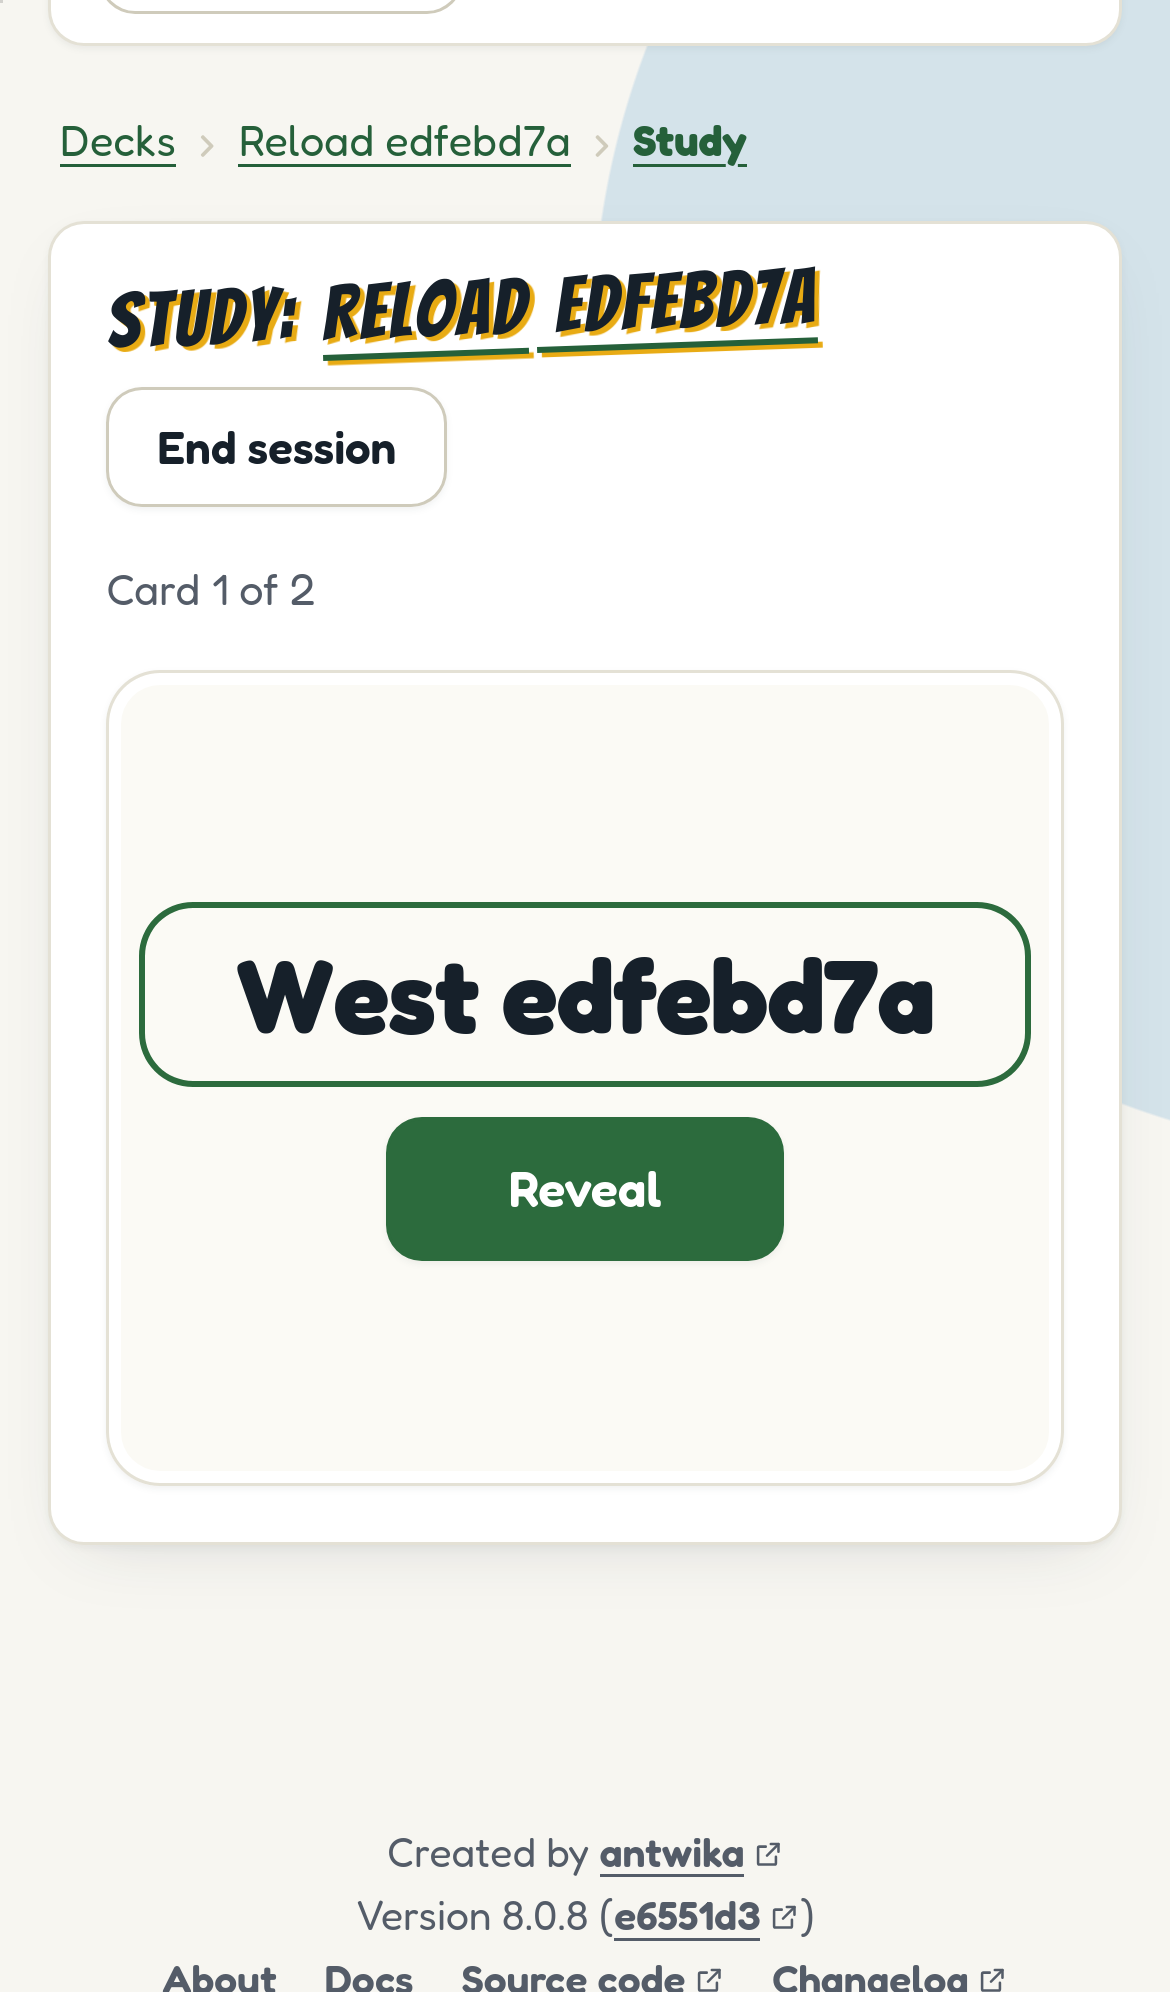 Decks > Reload edfebd7a > Study
STUDY: RELOAD EDFEBD7A
End session
Card 1 of 2
West edfebd7a
Reveal
Created by antwika
Version 8.0.8 (e6551d3)
About Docs Source code Changelog